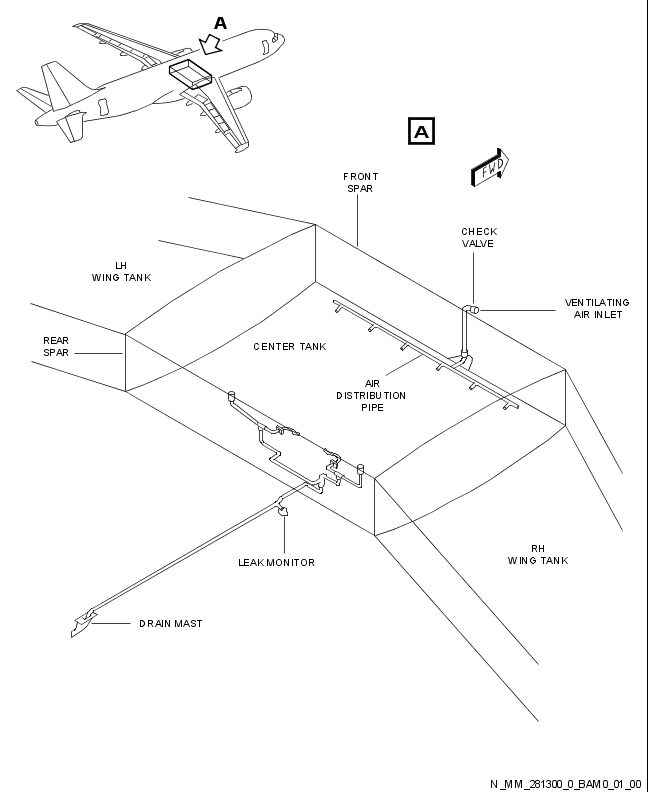 A
A
FWD
FRONT
SPAR
CHECK
VALVE
LH
WING TANK
VENTILATING
AIR INLET
REAR
SPAR
CENTER TANK
AIR
DISTRIBUTION
PIPE
RH
WING TANK
LEAK MONITOR
DRAIN MAST
N_MM_281300_0_BAM0_01_00